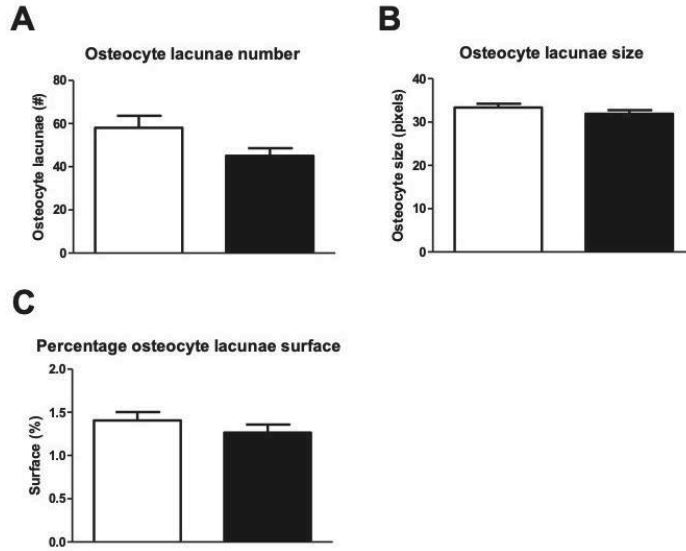 A
Osteocyte lacunae number
Osteocyte lacunae (#)
80
60
40
20
0
B
Osteocyte lacunae size
Osteocyte size (pixels)
40
30
20
10
0
C
Percentage osteocyte lacunae surface
Surface (%)
2.0
1.5
1.0
0.5
0.0